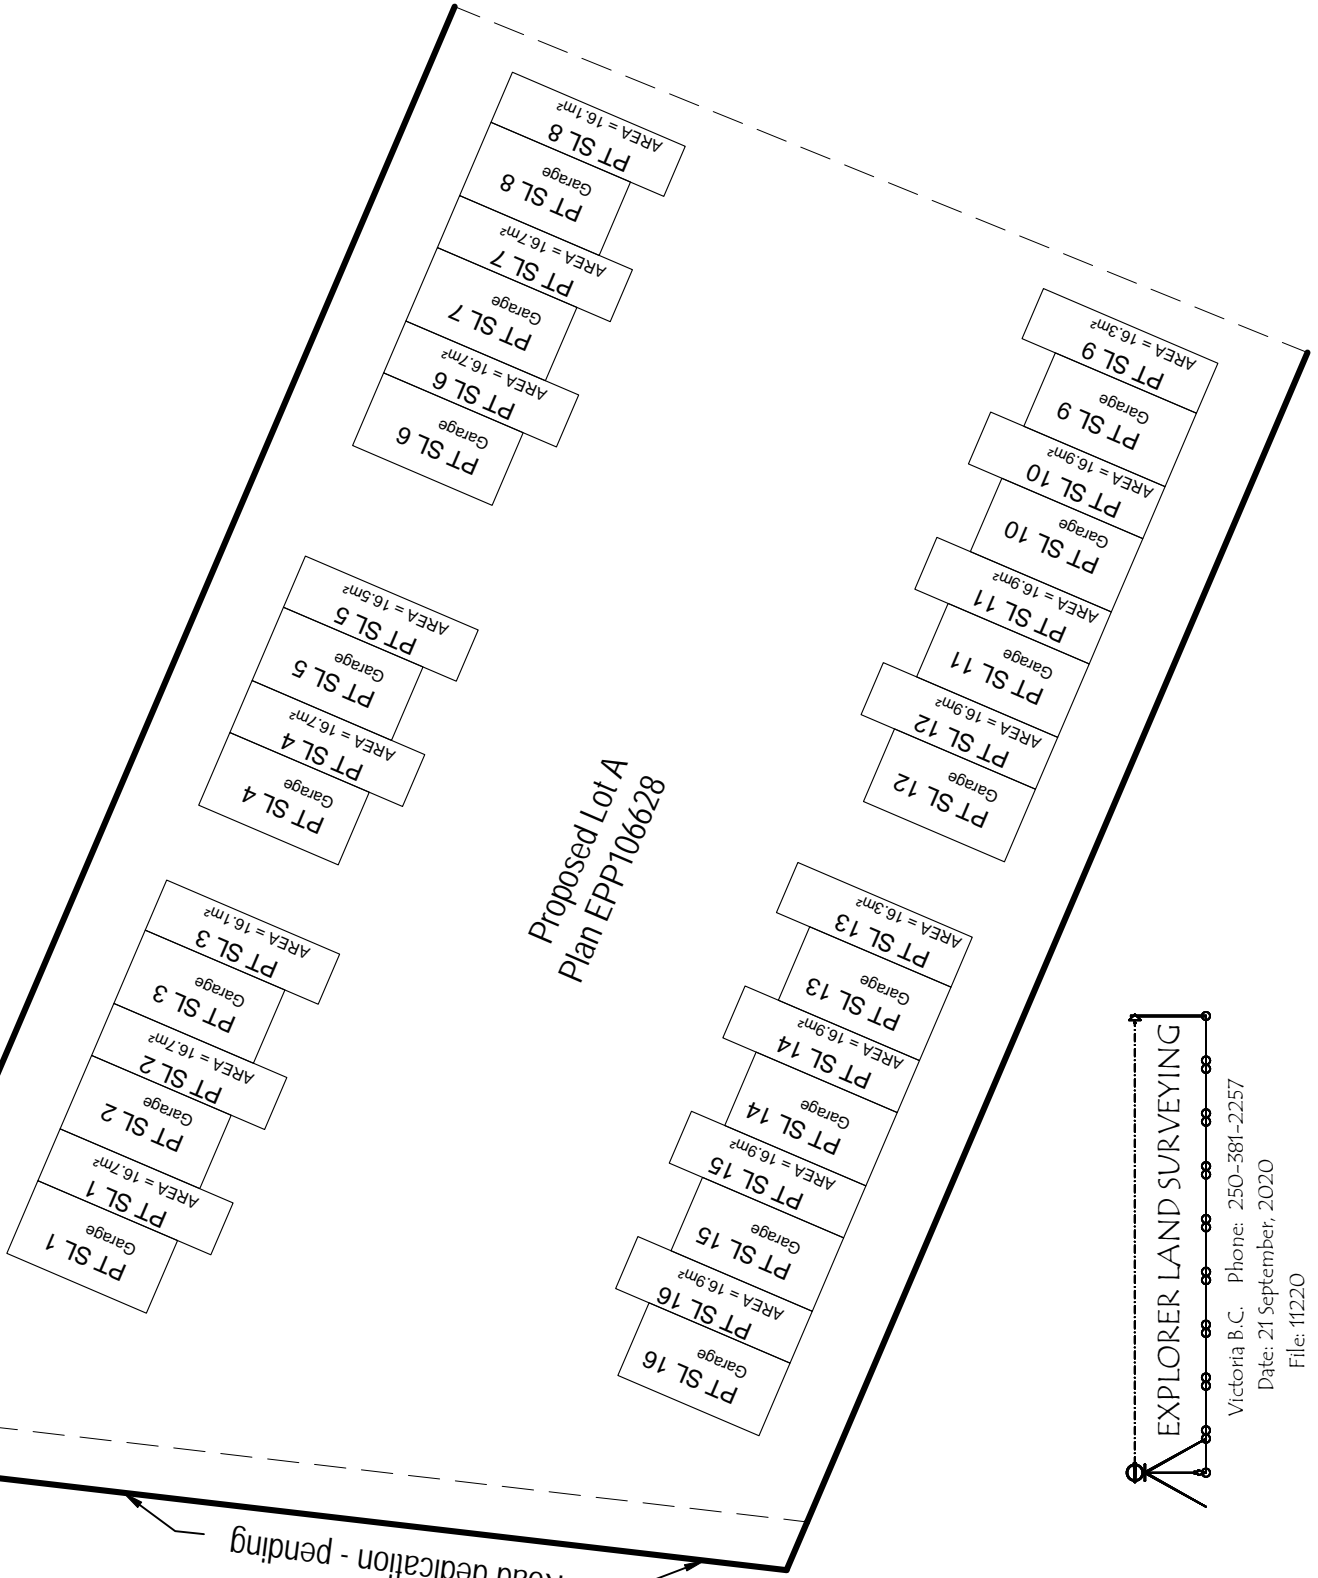 PT SL 8
AREA = 16.1m²
PT SL 8
Garage
PT SL 7
AREA = 16.7m²
PT SL 7
Garage
PT SL 6
AREA = 16.7m²
PT SL 6
Garage
PT SL 5
AREA = 16.5m²
PT SL 5
Garage
PT SL 4
AREA = 16.7m²
PT SL 4
Garage
PT SL 3
AREA = 16.1m²
PT SL 3
Garage
PT SL 2
AREA = 16.7m²
PT SL 2
Garage
PT SL 1
AREA = 16.7m²
PT SL 1
Garage
Proposed Lot A
Plan EPP106628
PT SL 9
AREA = 16.3m²
PT SL 9
Garage
PT SL 10
AREA = 16.9m²
PT SL 10
Garage
PT SL 11
AREA = 16.9m²
PT SL 11
Garage
PT SL 12
AREA = 16.9m²
PT SL 12
Garage
PT SL 13
AREA = 16.3m²
PT SL 13
Garage
PT SL 14
AREA = 16.9m²
PT SL 14
Garage
PT SL 15
AREA = 16.9m²
PT SL 15
Garage
PT SL 16
AREA = 16.9m²
PT SL 16
Garage
Road dedication - pending
EXPLORER LAND SURVEYING
Victoria B.C. Phone: 250-381-2257
Date: 21 September, 2020
File: 11220